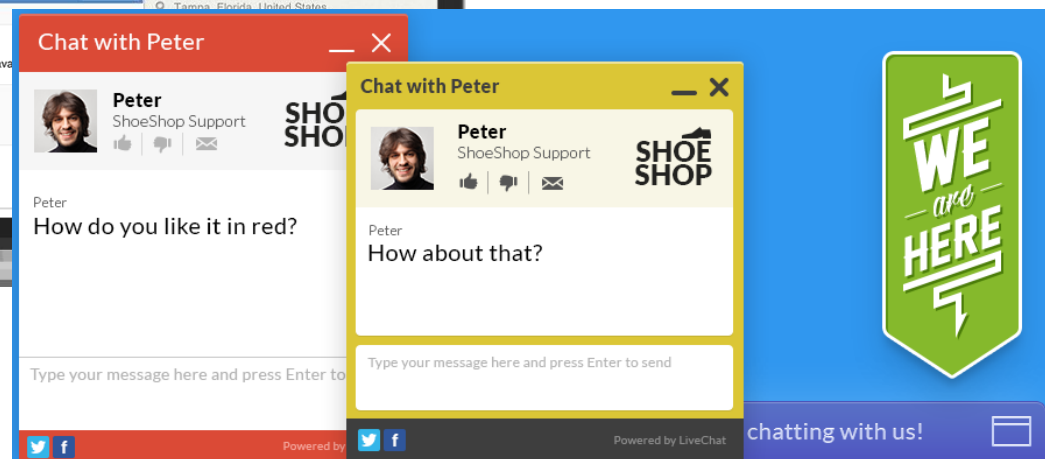 Tampa, Florida, United States
Chat with Peter
Peter
ShoeShop Support
SHO
SHO
Peter
How do you like it in red?
Type your message here and press Enter to
Powered by
Chat with Peter
Peter
ShoeShop Support
SHOE
SHOP
Peter
How about that?
Type your message here and press Enter to send
Powered by LiveChat
WE
are
HERE
chatting with us!